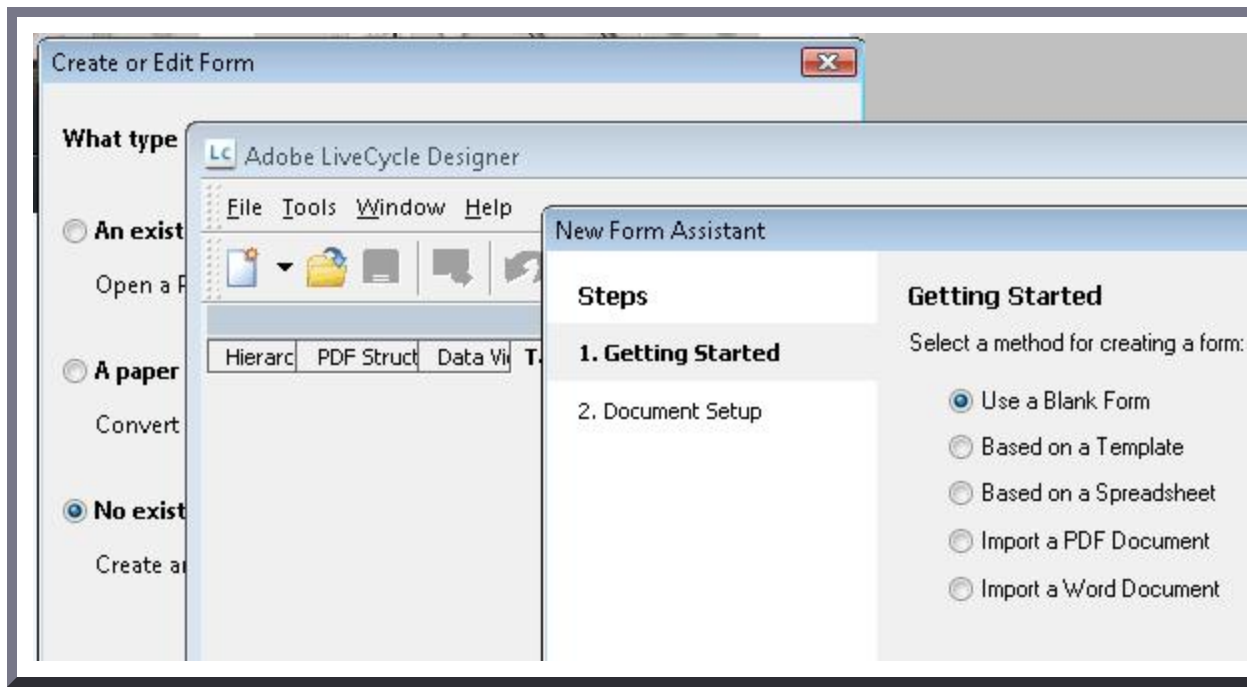 Create or Edit Form
What type
An exist
Open a
A paper
Convert
No exist
Create
LC Adobe LiveCycle Designer
File Tools Window Help
Hierarc PDF Struct Data Vi T
New Form Assistant
Steps
1. Getting Started
2. Document Setup
Getting Started
Select a method for creating a form:
Use a Blank Form
Based on a Template
Based on a Spreadsheet
Import a PDF Document
Import a Word Document